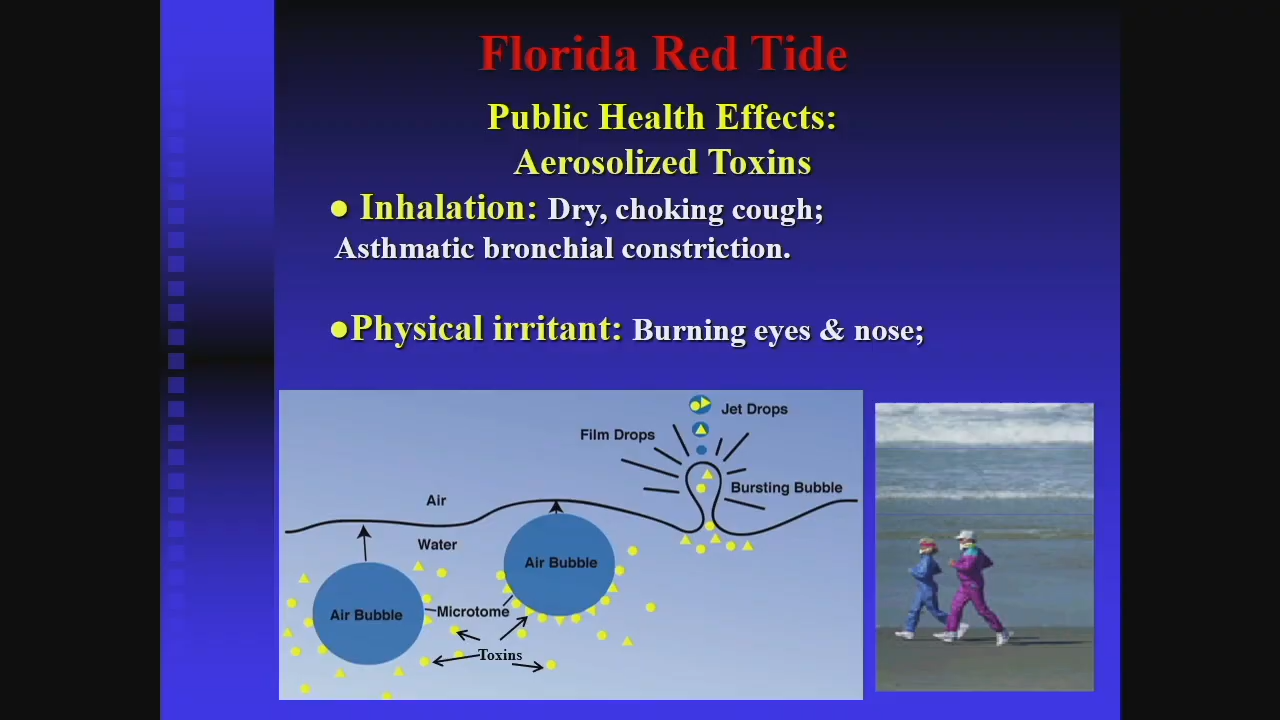 Florida Red Tide
Public Health Effects:
Aerosolized Toxins
● Inhalation: Dry, choking cough;
Asthmatic bronchial constriction.
●Physical irritant: Burning eyes & nose;
Jet Drops
Film Drops
Bursting Bubble
Air
Water
Air Bubble
Air Bubble
Microtome
Toxins